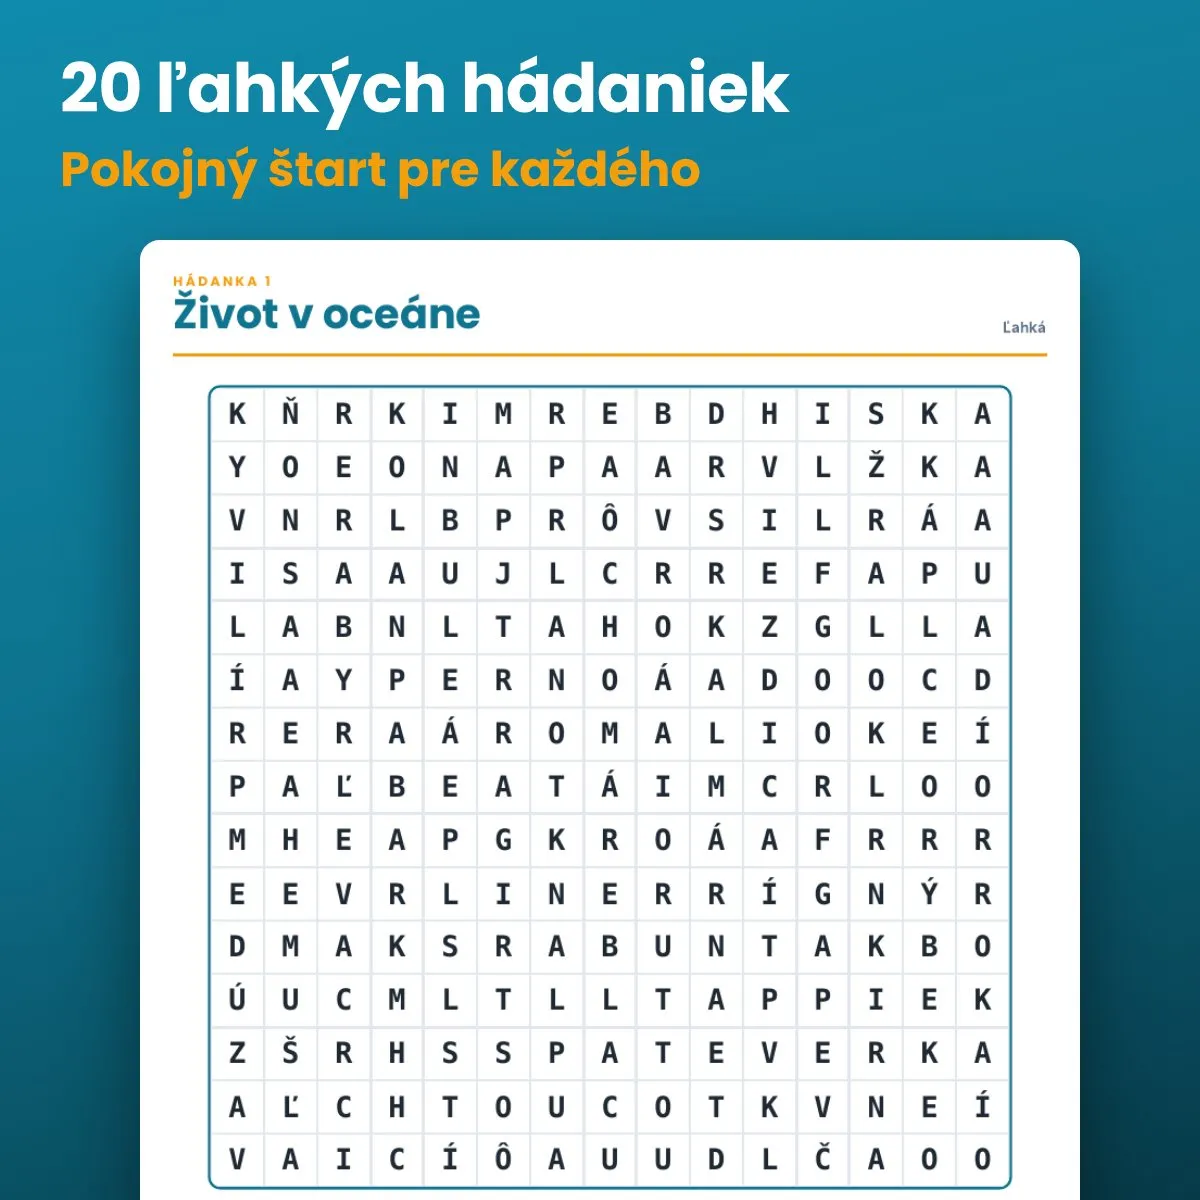 20 ľahkých hádaniek
Pokojný štart pre každého
HÁDANKA 1
Život v oceáne
Ľahká
K Ň R K I M R E B D H I S K A
Y O E O N A P A A R V L Ž K A
V N R L B P R Ô V S I L R Á A
I S A A U J L C R R E F A P U
L A B N L T A H O K Z G L L A
Í A Y P E R N O Á A D O O C D
R E R A Á R O M A L I O K E Í
P A Ľ B E A T Á I M C R L O O
M H E A P G K R O Á A F R R R
E E V R L I N E R R Í G N Ý R
D M A K S R A B U N T A K B O
Ú U C M L T L L T A P P I E K
Z Š R H S S P A T E V E R K A
A Ľ C H T O U C O T K V N E Í
V A I C Í Ô A U U D L Č A O O